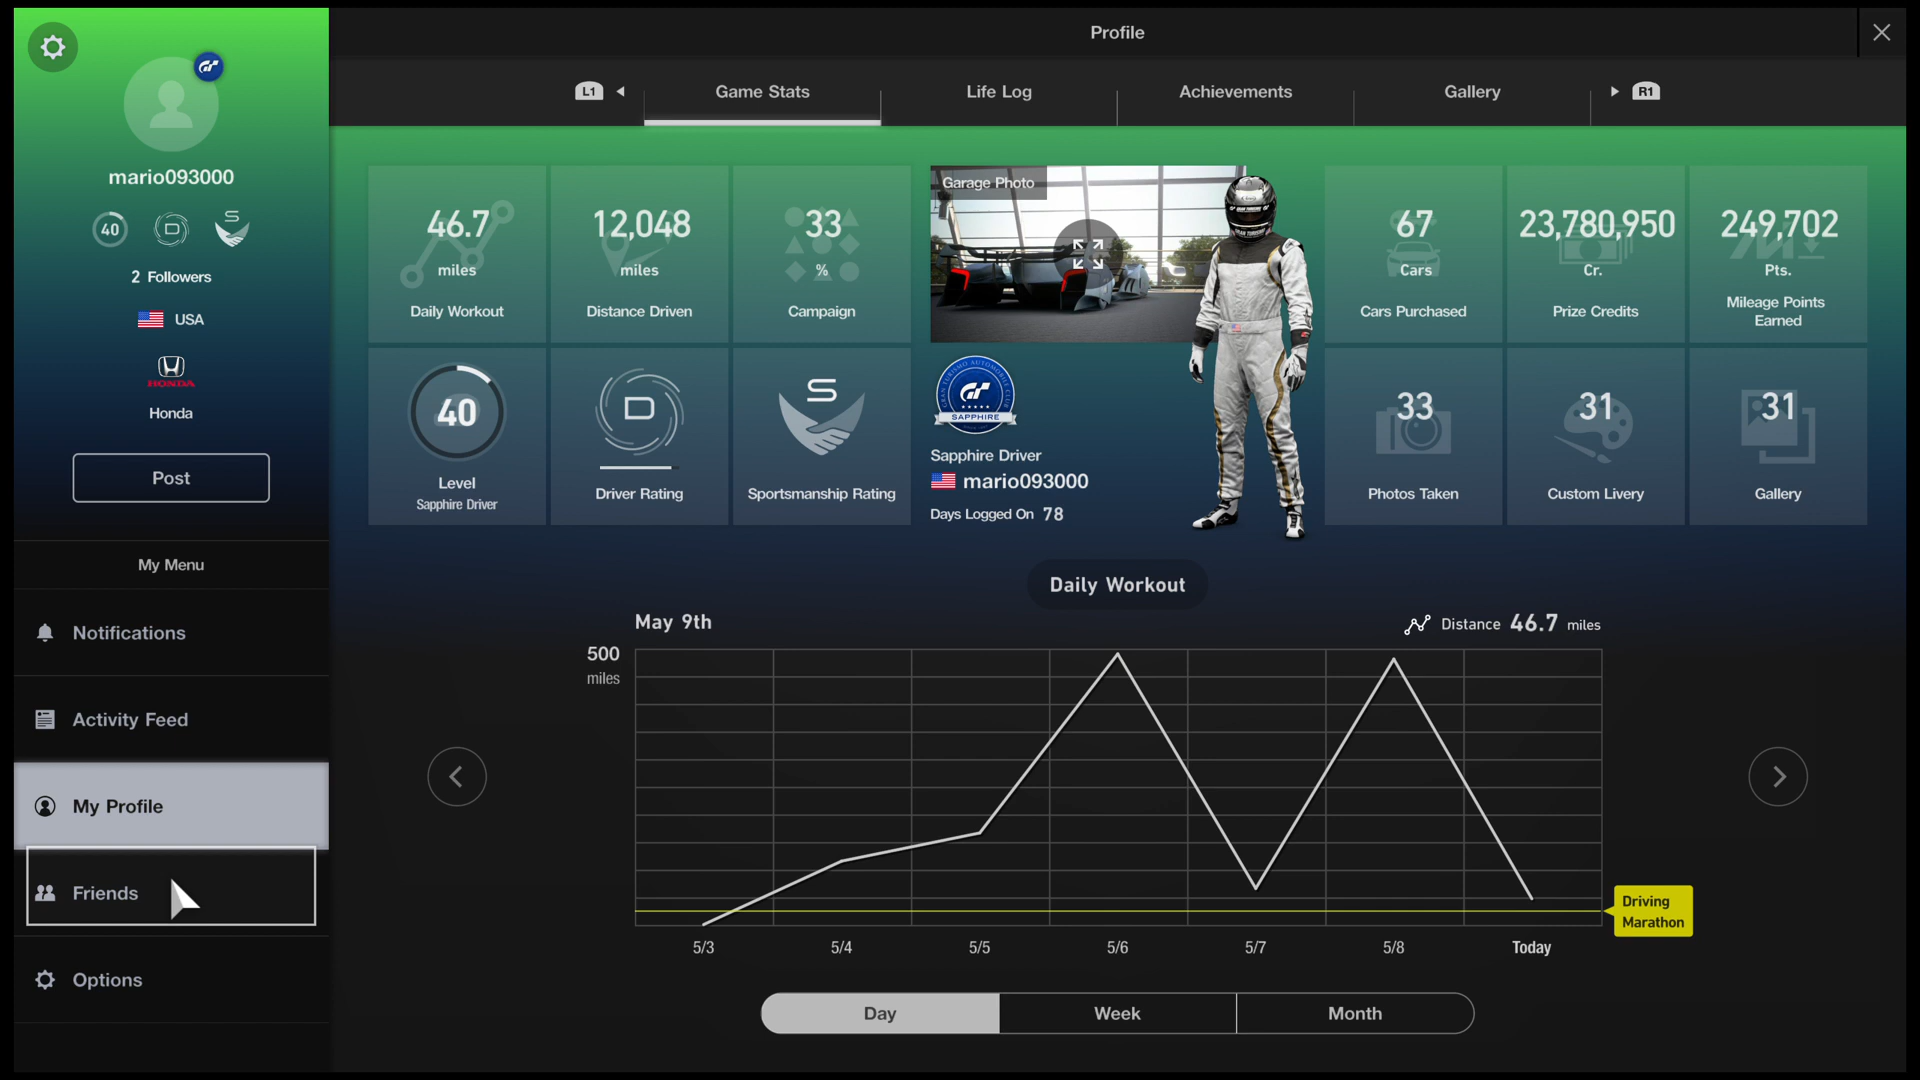 Profile
L1
Game Stats
Life Log
Achievements
Gallery
R1
mario093000
40
D
S
2 Followers
USA
HONDA
Honda
Post
My Menu
Notifications
Activity Feed
My Profile
Friends
Options
46.7
miles
Daily Workout
12,048
miles
Distance Driven
33
%
Campaign
40
Level
Sapphire Driver
D
Driver Rating
S
Sportsmanship Rating
Garage Photo
GRAN TURISMO AUTOMOBILE CLUB
SAPPHIRE
Sapphire Driver
mario093000
Days Logged On 78
67
Cars
Cars Purchased
23,780,950
Cr.
Prize Credits
249,702
Pts.
Mileage Points
Earned
33
Photos Taken
31
Custom Livery
31
Gallery
Daily Workout
May 9th
Distance 46.7 miles
500
miles
Driving
Marathon
5/3
5/4
5/5
5/6
5/7
5/8
Today
Day
Week
Month